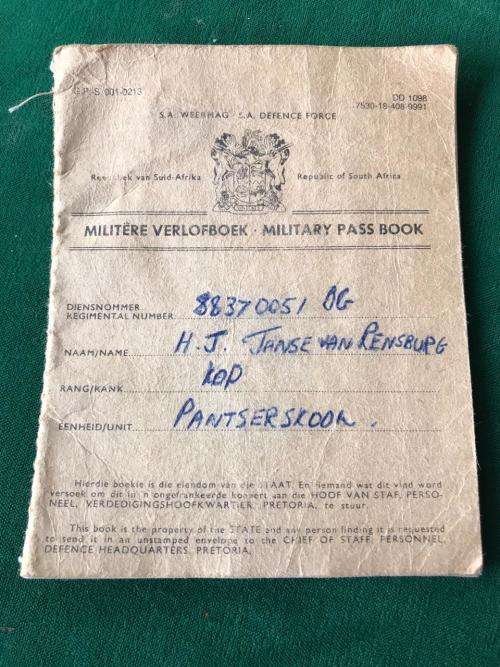 G.P.-S. 001-0213
DD 1098
7530-18-408-9991
S.A. WEERMAG S.A. DEFENCE FORCE
Republiek van Suid-Afrika
Republic of South Africa
MILITÊRE VERLOFBOEK · MILITARY PASS BOOK
DIENSNOMMER
REGIMENTAL NUMBER 88370051 BG
NAAM/NAME H. J. JANSE VAN RENSBURG
RANG/RANK KAP
EENHEID/UNIT PANTSERSKOOL.
Hierdie boekie is die eiendom van die STAAT. En iemand wat dit vind word
versoek om dit in 'n ongefrankeerde koevert aan die HOOF VAN STAF, PERSO-
NEEL, VERDEDIGINGSHOOFKWARTIER, PRETORIA, te stuur.
This book is the property of the STATE and any person finding it is requested
to send it in an unstamped envelope to the CHIEF OF STAFF, PERSONNEL,
DEFENCE HEADQUARTERS, PRETORIA.